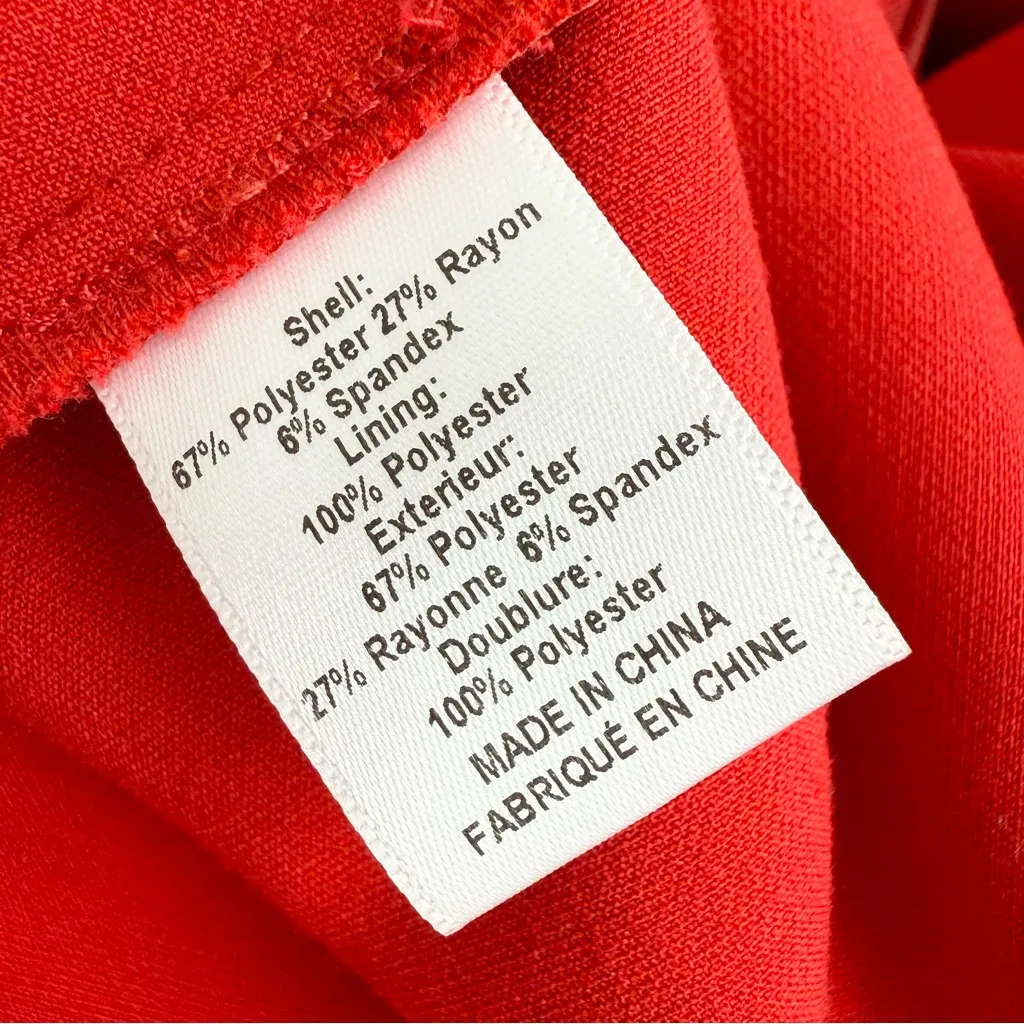 Shell:
67% Polyester 27% Rayon
6% Spandex
Lining:
100% Polyester
Exterieur:
67% Polyester
27% Rayonne 6% Spandex
Doublure:
100% Polyester
MADE IN CHINA
FABRIQUÉ EN CHINE